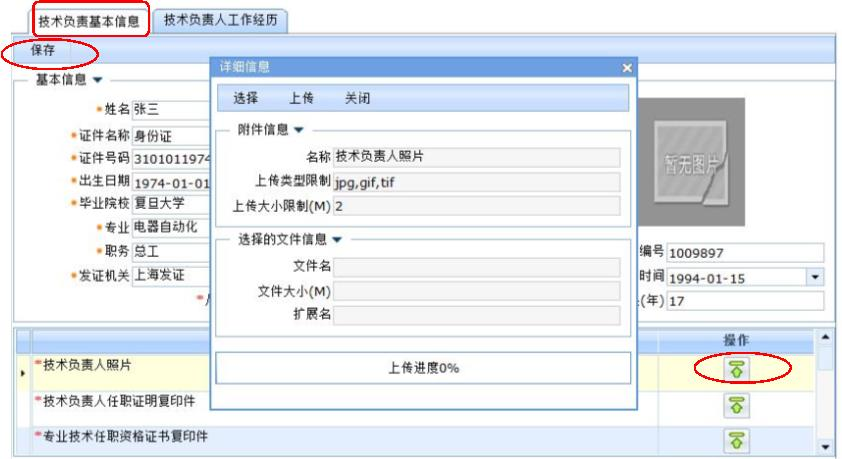 技术负责基本信息 技术负责人工作经历
保存
基本信息
详细信息
选择 上传 关闭
附件信息
名称 技术负责人照片
上传类型限制 jpg,gif,tif
上传大小限制(M) 2
选择的文件信息
文件名
文件大小(M)
扩展名
上传进度0%
*姓名 张三
*证件名称 身份证
*证件号码 3101011974
*出生日期 1974-01-01
*毕业院校 复旦大学
*专业 电器自动化
*职务 总工
*发证机关 上海发证
暂无图片
编号 1009897
时间 1994-01-15
(年) 17
操作
*技术负责人照片
*技术负责人任职证明复印件
*专业技术任职资格证书复印件